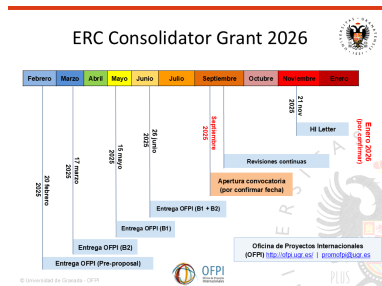 ERC Consolidator Grant 2026
Febrero Marzo Abril Mayo Junio Julio Septiembre Octubre Noviembre Enero
20 febrero 2025
17 marzo 2025
15 mayo 2025
26 junio 2025
Septiembre 2025
21 nov 2025
Enero 2026 (por confirmar)
HI Letter
Revisiones continuas
Apertura convocatoria
(por confirmar fecha)
Entrega OFPI (B1 + B2)
Entrega OFPI (B1)
Entrega OFPI (B2)
Entrega OFPI (Pre-proposal)
Oficina de Proyectos Internacionales
(OFPI) http://ofpi.ugr.es/ | promofpi@ugr.es
© Universidad de Granada - OFPI
OFPI
PLUS